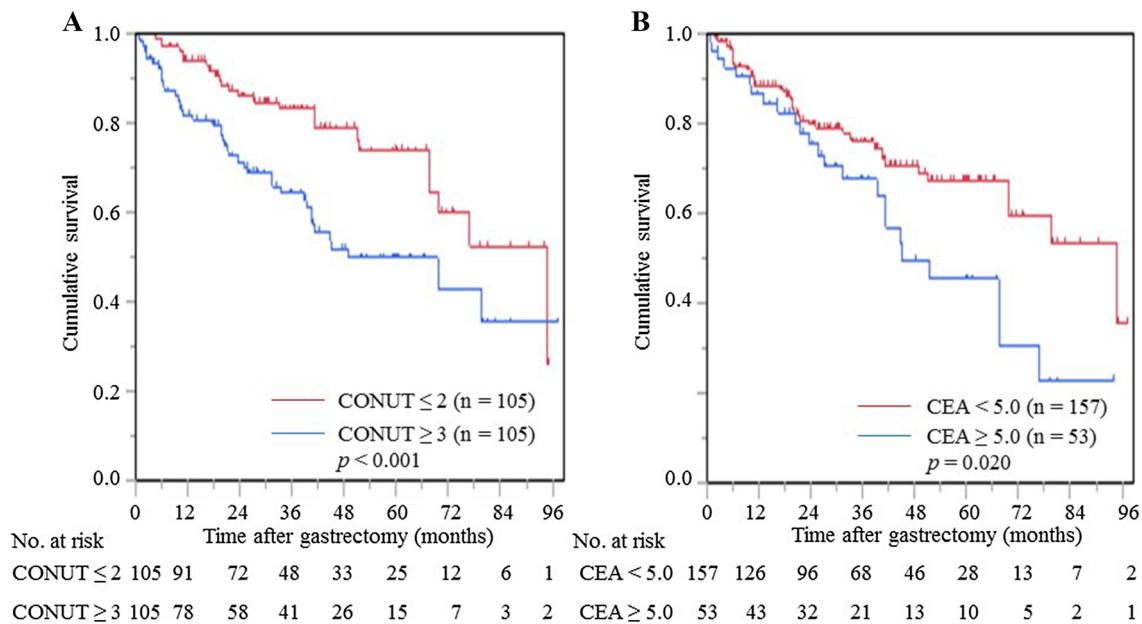 A
Cumulative survival
1.0
0.8
0.6
0.4
0.2
0.0
CONUT ≤ 2 (n = 105)
CONUT ≥ 3 (n = 105)
p < 0.001
0 12 24 36 48 60 72 84 96
Time after gastrectomy (months)
No. at risk
CONUT ≤ 2 105 91 72 48 33 25 12 6 1
CONUT ≥ 3 105 78 58 41 26 15 7 3 2
B
Cumulative survival
1.0
0.8
0.6
0.4
0.2
0.0
CEA < 5.0 (n = 157)
CEA ≥ 5.0 (n = 53)
p = 0.020
0 12 24 36 48 60 72 84 96
Time after gastrectomy (months)
No. at risk
CEA < 5.0 157 126 96 68 46 28 13 7 2
CEA ≥ 5.0 53 43 32 21 13 10 5 2 1